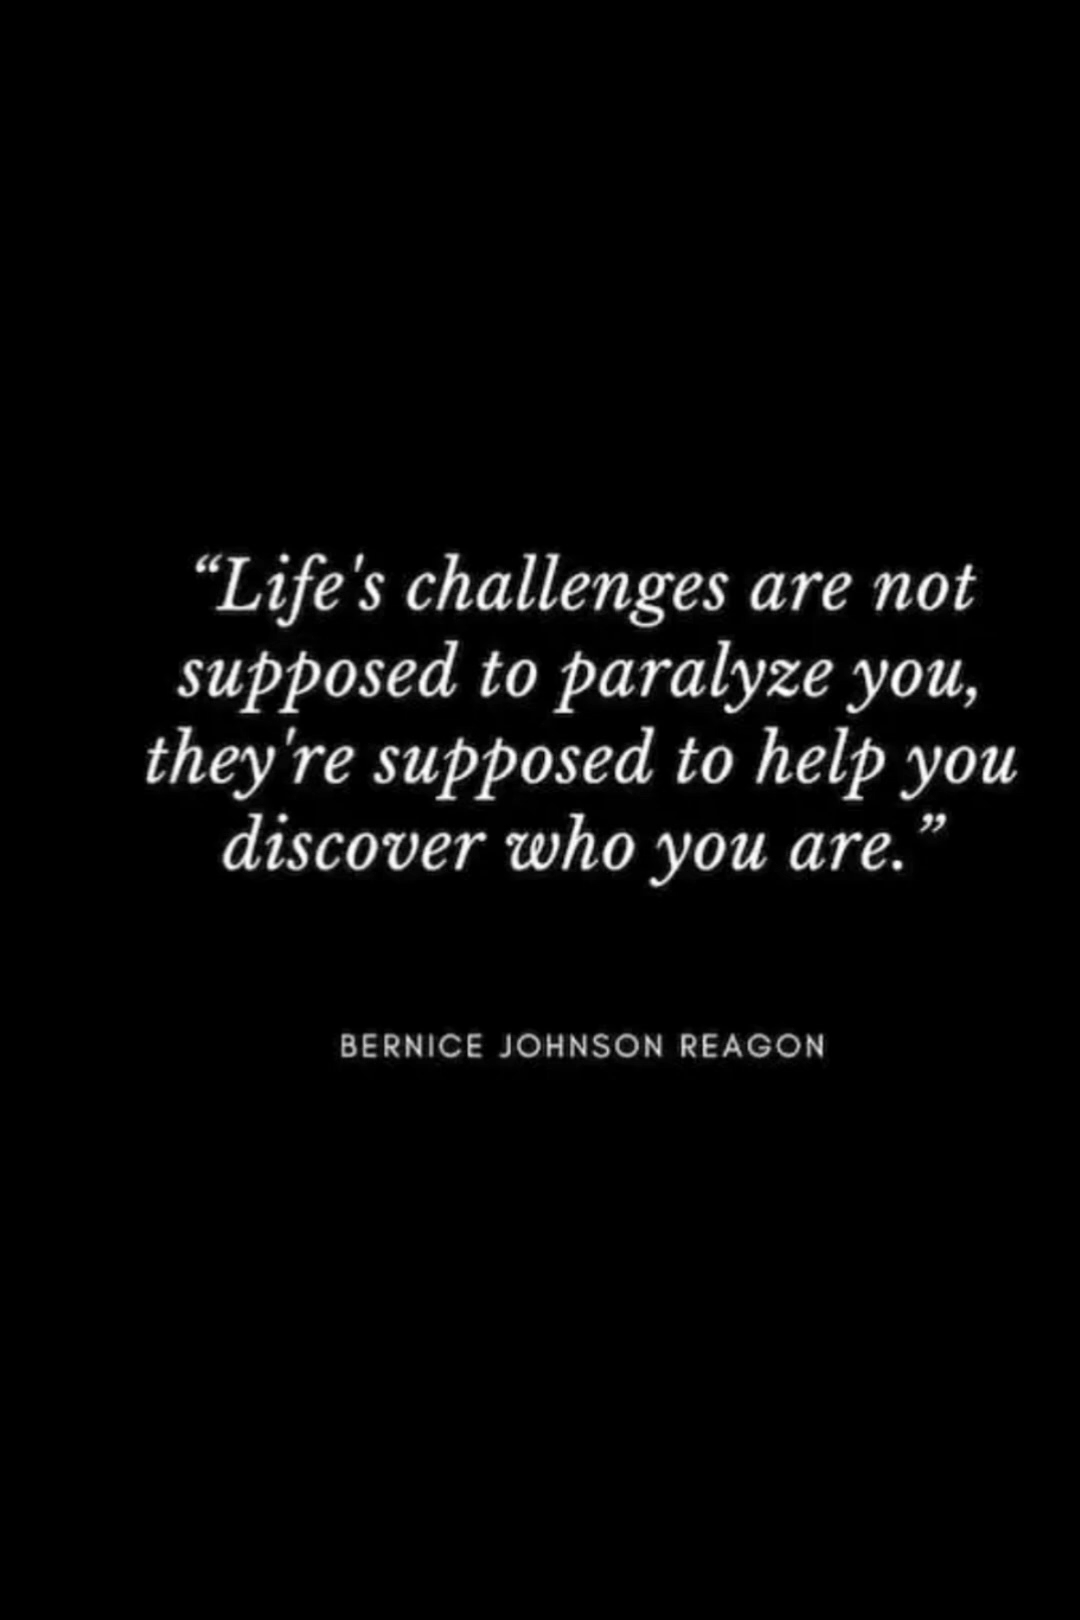 “Life's challenges are not
supposed to paralyze you,
they're supposed to help you
discover who you are.”
BERNICE JOHNSON REAGON